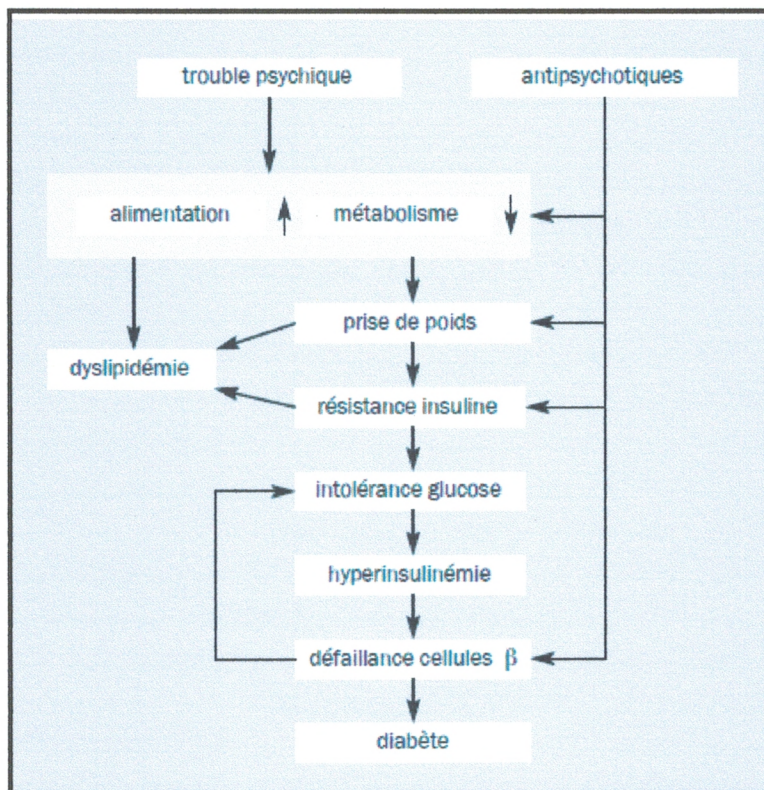 trouble psychique
antipsychotiques
alimentation
métabolisme
prise de poids
dyslipidémie
résistance insuline
intolérance glucose
hyperinsulinémie
défaillance cellules β
diabète